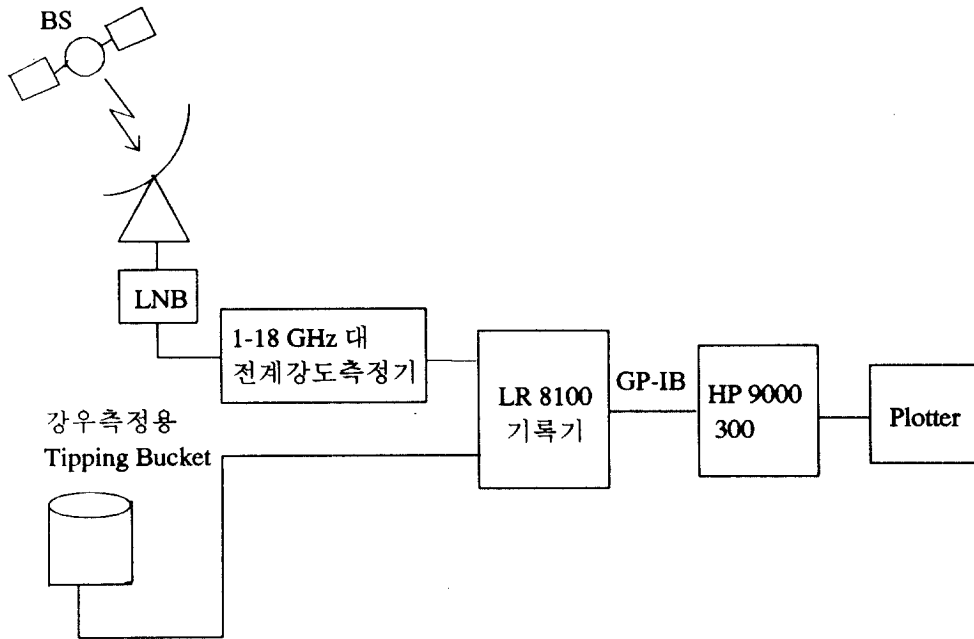 BS
LNB
1-18 GHz 대
전계강도측정기
강우측정용
Tipping Bucket
LR 8100
기록기
GP-IB
HP 9000
300
Plotter